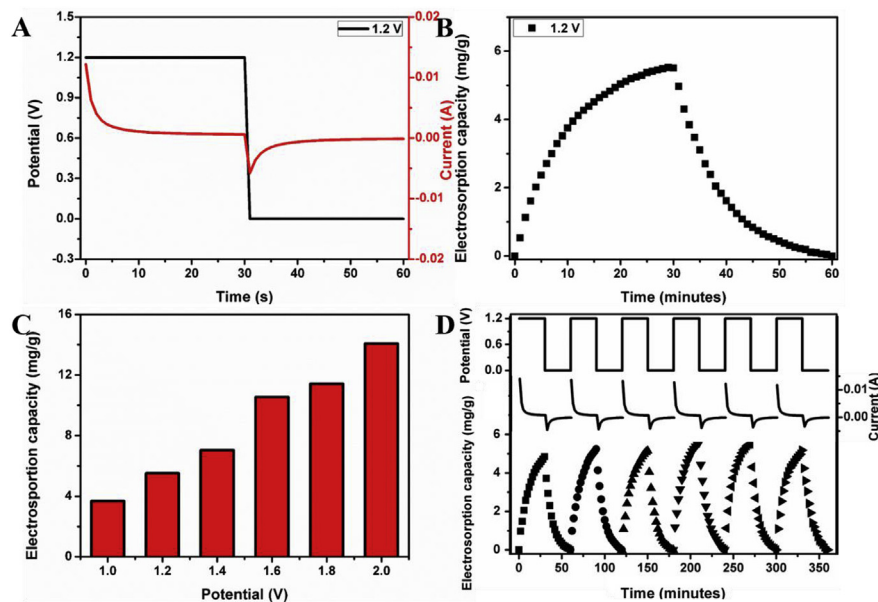 A
1.2 V
Potential (V)
1.5
1.2
0.9
0.6
0.3
0.0
-0.3
0.02
0.01
0.00
-0.01
-0.02
Current (A)
0 10 20 30 40 50 60
Time (s)
B
1.2 V
Electrosorption capacity (mg/g)
6
4
2
0
0 10 20 30 40 50 60
Time (minutes)
C
Electrosportion capacity (mg/g)
16
12
8
4
0
1.0 1.2 1.4 1.6 1.8 2.0
Potential (V)
D
Potential (V)
1.2
0.6
0.0
0.01
0.00
Current (A)
Electrosorption capacity (mg/g)
6
5
4
2
0
0 50 100 150 200 250 300 350
Time (minutes)